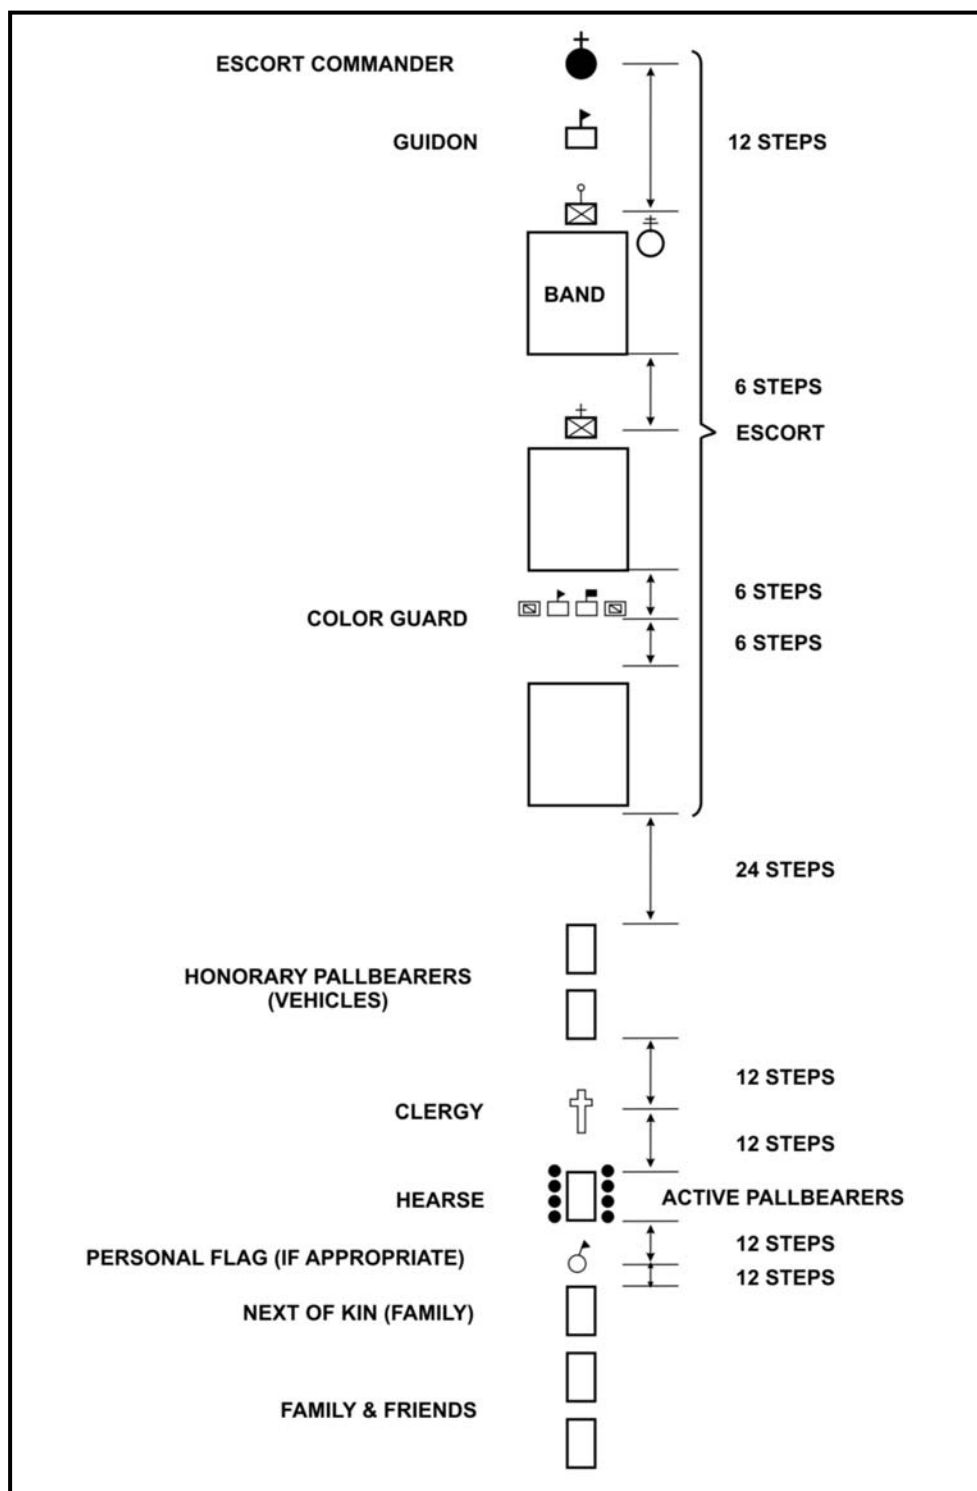 ESCORT COMMANDER
GUIDON
12 STEPS
BAND
6 STEPS
ESCORT
6 STEPS
COLOR GUARD
6 STEPS
24 STEPS
HONORARY PALLBEARERS
(VEHICLES)
12 STEPS
CLERGY
12 STEPS
HEARSE
ACTIVE PALLBEARERS
12 STEPS
PERSONAL FLAG (IF APPROPRIATE)
12 STEPS
NEXT OF KIN (FAMILY)
FAMILY & FRIENDS